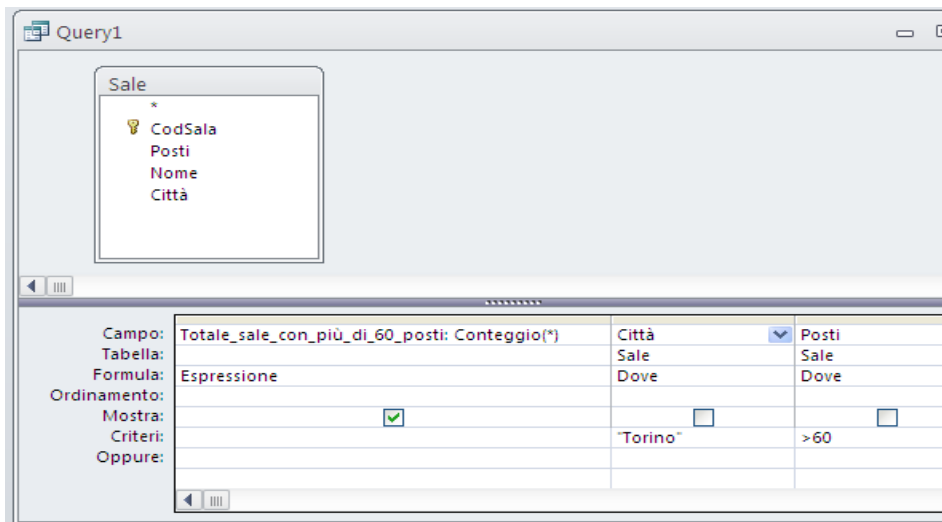 Query1
Sale
*
CodSala
Posti
Nome
Città
Campo: Totale_sale_con_più_di_60_posti: Conteggio(*) Città Posti
Tabella: Sale Sale
Formula: Espressione Dove Dove
Ordinamento:
Mostra:
Criteri: "Torino" >60
Oppure: